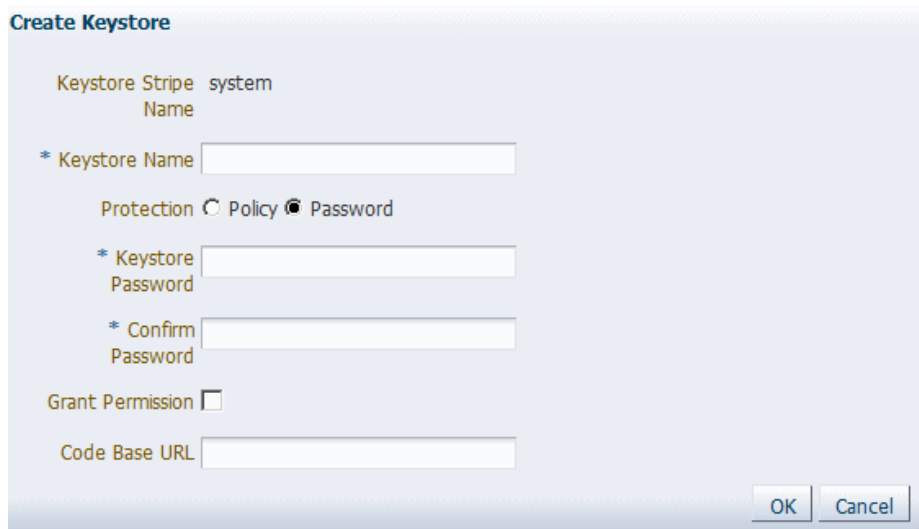 Create Keystore
Keystore Stripe system
Name
* Keystore Name
Protection Policy Password
* Keystore
Password
* Confirm
Password
Grant Permission
Code Base URL
OK Cancel